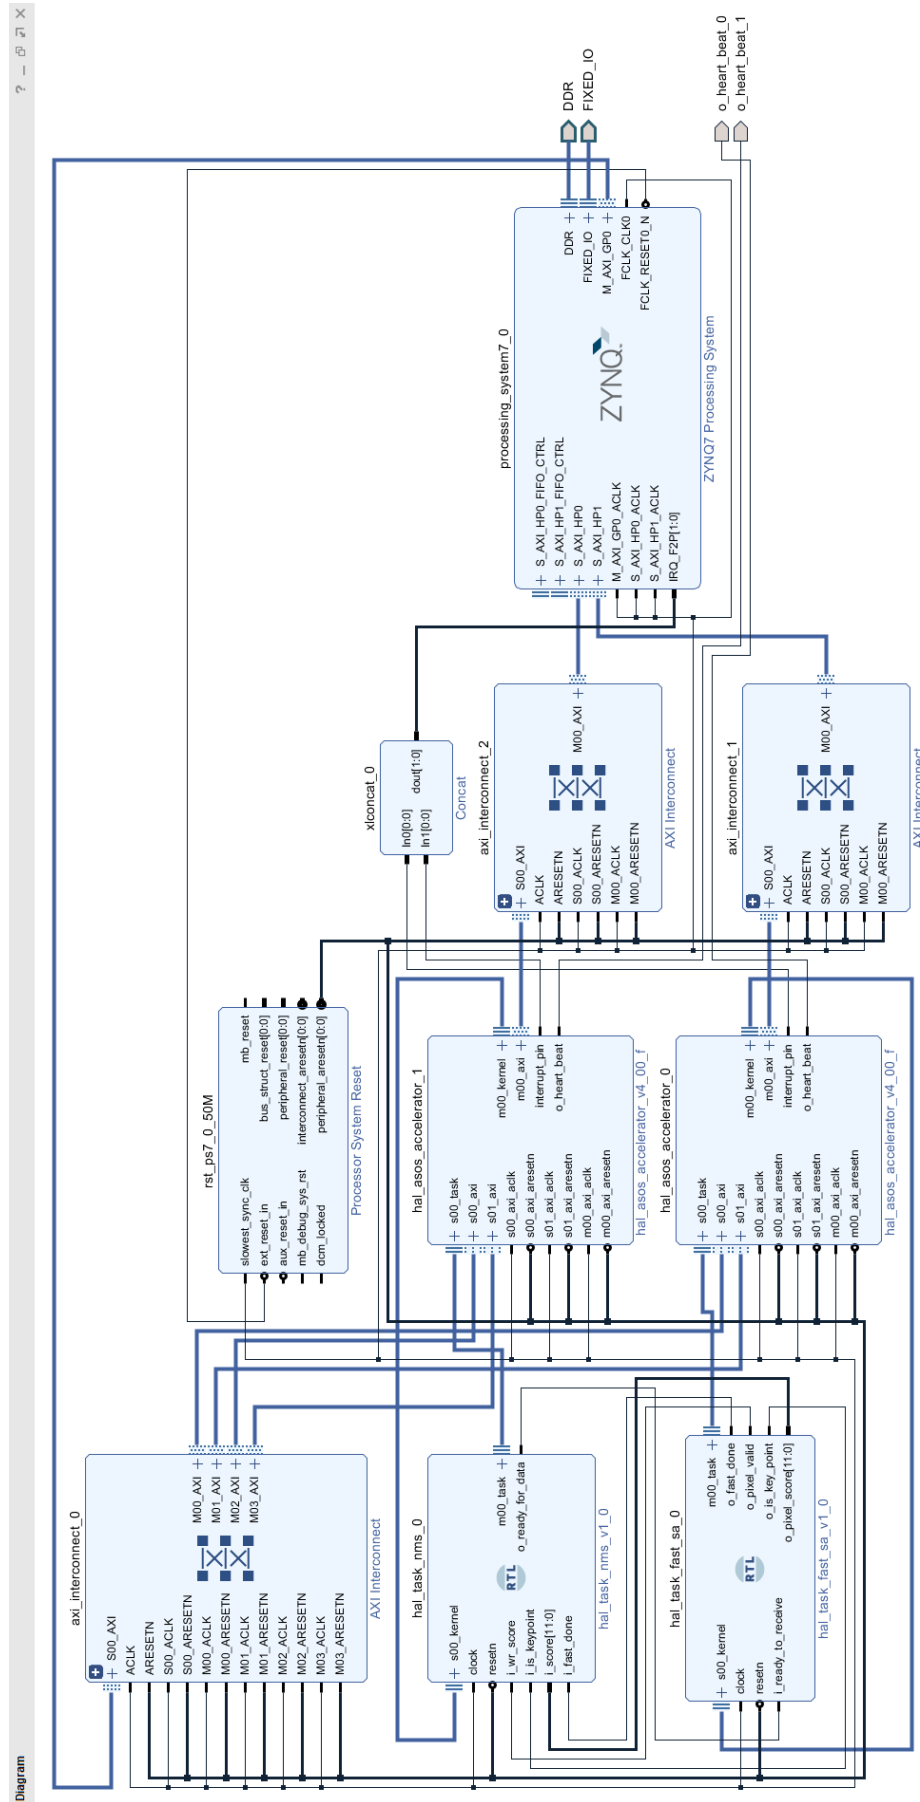 Diagram
? _
axi_interconnect_0
S00_AXI
ACLK
ARESETN
S00_ACLK
S00_ARESETN
M00_ACLK
M00_ARESETN
M01_ACLK
M01_ARESETN
M02_ACLK
M02_ARESETN
M03_ACLK
M03_ARESETN
M00_AXI
M01_AXI
M02_AXI
M03_AXI
AXI Interconnect
hal_task_nms_0
s00_kernel
clock
resetn
i_wr_score
i_is_keypoint
i_score[11:0]
i_fast_done
RTL
m00_task
o_ready_for_data
hal_task_nms_v1_0
hal_task_fast_sa_0
s00_kernel
clock
resetn
i_ready_to_receive
RTL
m00_task
o_fast_done
o_pixel_valid
o_is_key_point
o_pixel_score[11:0]
hal_task_fast_sa_v1_0
rst_ps7_0_50M
slowest_sync_clk
ext_reset_in
aux_reset_in
mb_debug_sys_rst
dcm_locked
mb_reset
bus_struct_reset[0:0]
peripheral_reset[0:0]
interconnect_aresetn[0:0]
peripheral_aresetn[0:0]
Processor System Reset
hal_asos_accelerator_1
s00_task
s00_axi
s01_axi
s00_axi_aclk
s00_axi_aresetn
s01_axi_aclk
s01_axi_aresetn
m00_axi_aclk
m00_axi_aresetn
m00_kernel
m00_axi
interrupt_pin
o_heart_beat
hal_asos_accelerator_v4_00_f
hal_asos_accelerator_0
s00_task
s00_axi
s01_axi
s00_axi_aclk
s00_axi_aresetn
s01_axi_aclk
s01_axi_aresetn
m00_axi_aclk
m00_axi_aresetn
m00_kernel
m00_axi
interrupt_pin
o_heart_beat
hal_asos_accelerator_v4_00_f
xlconcat_0
In0[0:0]
In1[0:0]
dout[1:0]
Concat
axi_interconnect_2
S00_AXI
ACLK
ARESETN
S00_ACLK
S00_ARESETN
M00_ACLK
M00_ARESETN
M00_AXI
AXI Interconnect
axi_interconnect_1
S00_AXI
ACLK
ARESETN
S00_ACLK
S00_ARESETN
M00_ACLK
M00_ARESETN
M00_AXI
AXI Interconnect
processing_system7_0
S_AXI_HP0_FIFO_CTRL
S_AXI_HP1_FIFO_CTRL
S_AXI_HP0
S_AXI_HP1
M_AXI_GP0_ACLK
S_AXI_HP0_ACLK
S_AXI_HP1_ACLK
IRQ_F2P[1:0]
ZYNQ
DDR
FIXED_IO
M_AXI_GP0
FCLK_CLK0
FCLK_RESET0_N
ZYNQ7 Processing System
DDR
FIXED_IO
o_heart_beat_0
o_heart_beat_1